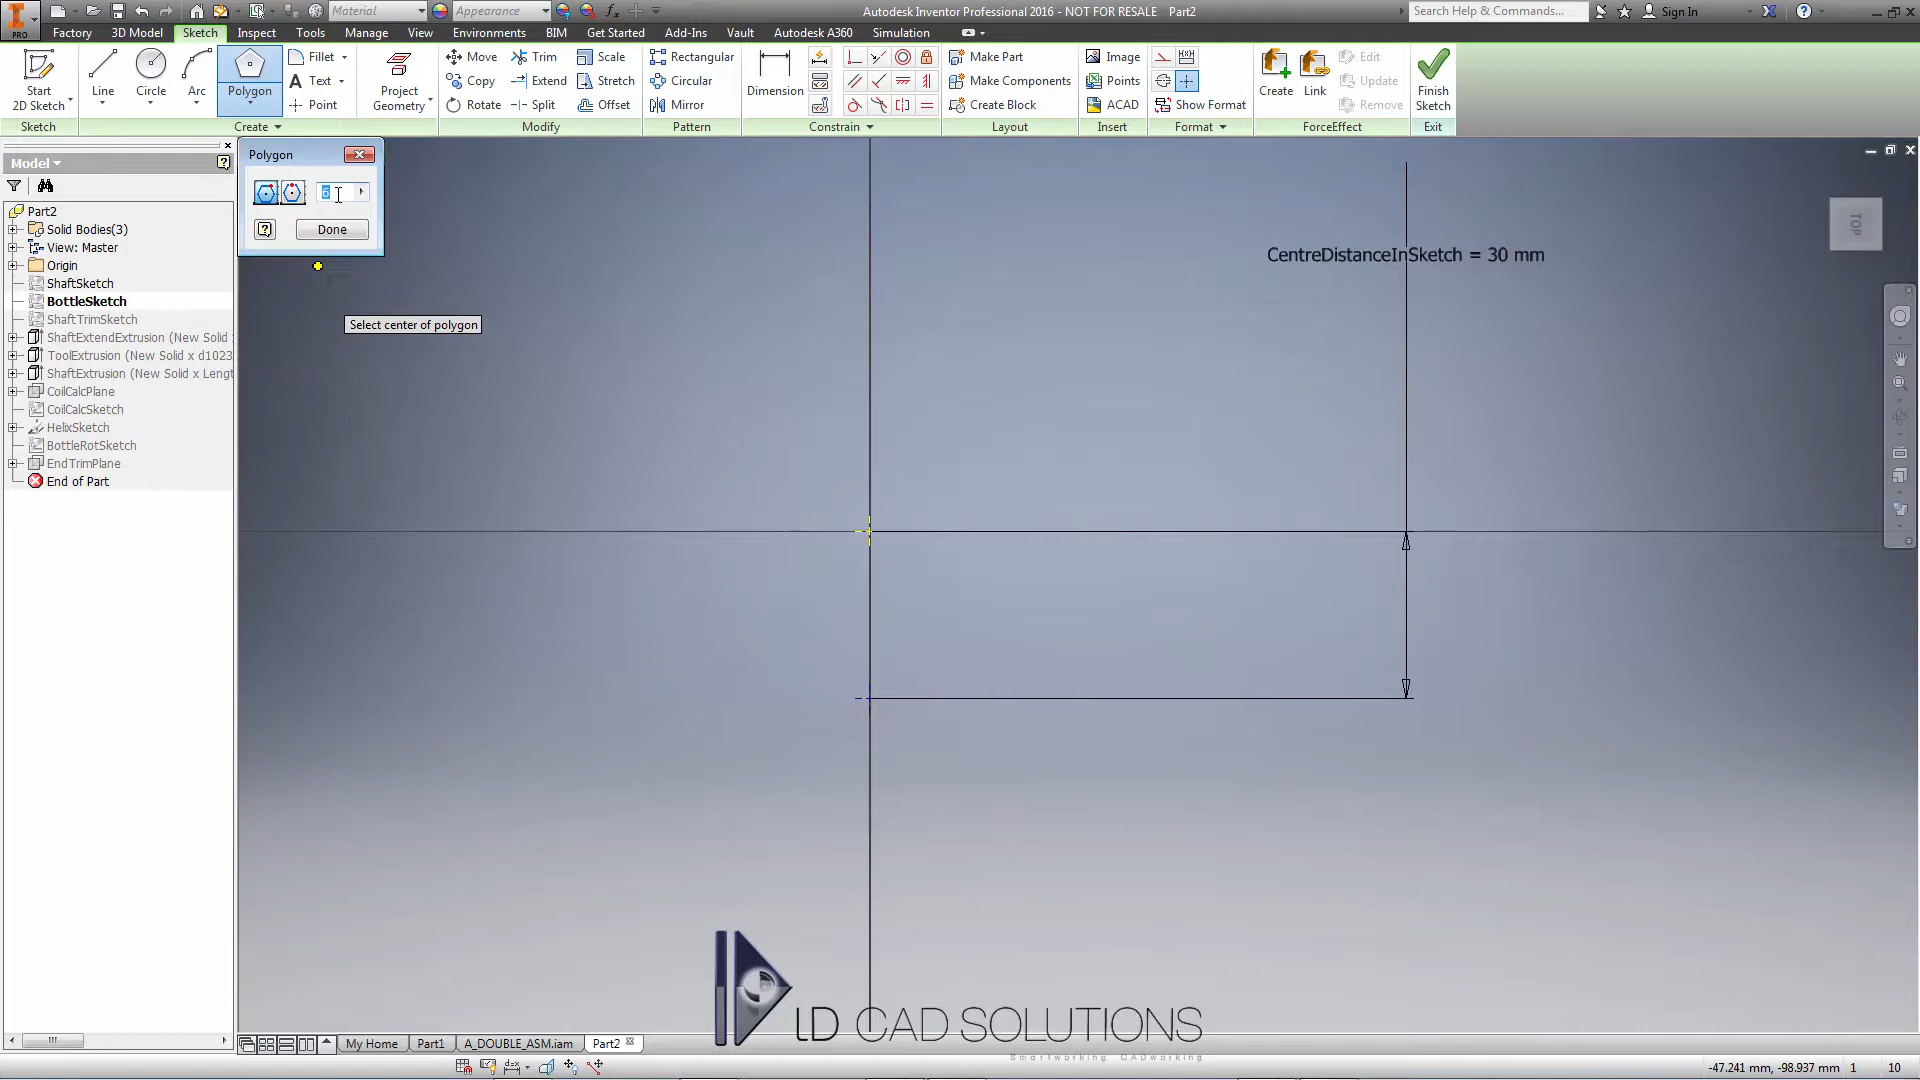 PRO
Material
Appearance
Autodesk Inventor Professional 2016 - NOT FOR RESALE Part2
Search Help & Commands...
Sign In
Factory 3D Model Sketch Inspect Tools Manage View Environments BIM Get Started Add-Ins Vault Autodesk A360 Simulation
Start
2D Sketch
Line
Circle
Arc
Polygon
Fillet
Text
Point
Project
Geometry
Move
Copy
Rotate
Trim
Extend
Split
Scale
Stretch
Offset
Rectangular
Circular
Mirror
Dimension
Make Part
Make Components
Create Block
Image
Points
ACAD
Show Format
Create
Link
Edit
Update
Remove
Finish
Sketch
Sketch Create Modify Pattern Constrain Layout Insert Format ForceEffect Exit
Model
Part2
Solid Bodies(3)
View: Master
Origin
ShaftSketch
BottleSketch
ShaftTrimSketch
ShaftExtendExtrusion (New Solid
ToolExtrusion (New Solid x d1023
ShaftExtrusion (New Solid x Lengt
CoilCalcPlane
CoilCalcSketch
HelixSketch
BottleRotSketch
EndTrimPlane
End of Part
Polygon
6
Done
Select center of polygon
CentreDistanceInSketch = 30 mm
TOP
LD CAD SOLUTIONS
Smartworking CADworking
My Home Part1 A_DOUBLE_ASM.iam Part2
-47.241 mm, -98.937 mm 1 10